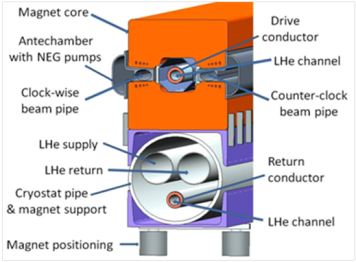 Magnet core
Antechamber
with NEG pumps
Clock-wise
beam pipe
LHe supply
LHe return
Cryostat pipe
& magnet support
Magnet positioning
Drive
conductor
LHe channel
Counter-clock
beam pipe
Return
conductor
LHe channel